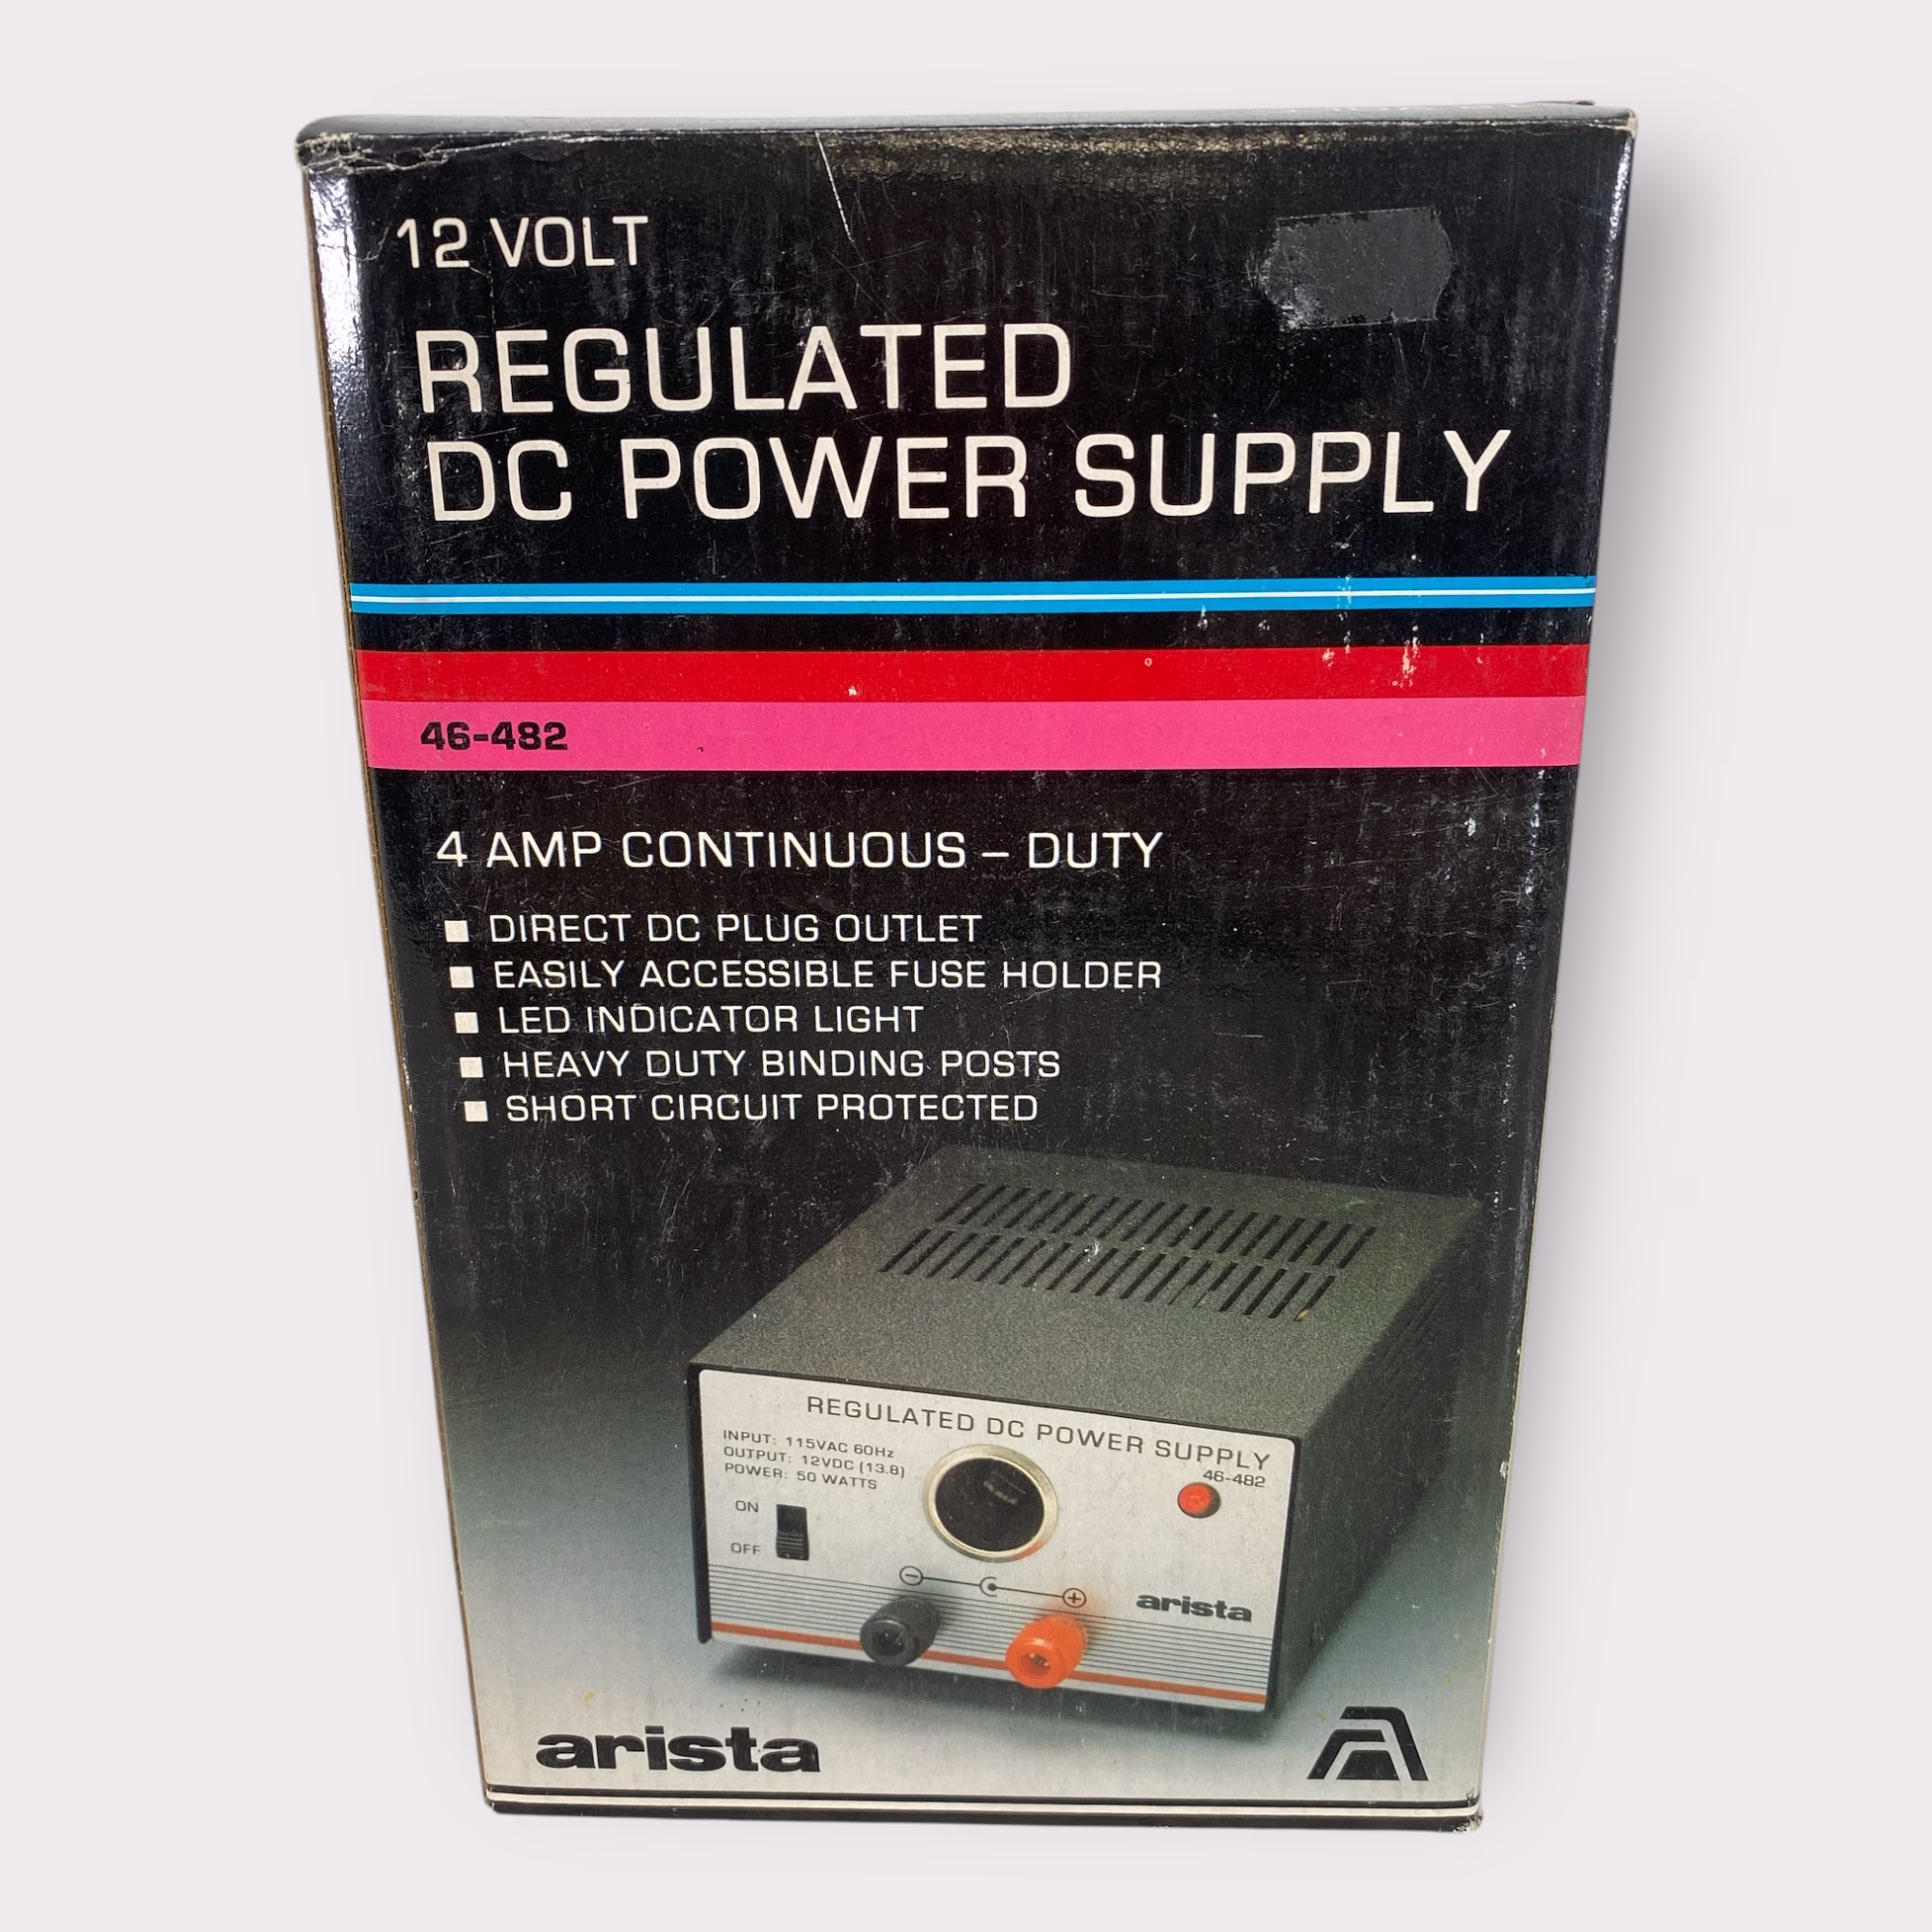 12 VOLT
REGULATED
DC POWER SUPPLY
46-482
4 AMP CONTINUOUS – DUTY
■ DIRECT DC PLUG OUTLET
■ EASILY ACCESSIBLE FUSE HOLDER
■ LED INDICATOR LIGHT
■ HEAVY DUTY BINDING POSTS
■ SHORT CIRCUIT PROTECTED
REGULATED DC POWER SUPPLY
46-482
INPUT: 115VAC 60Hz
OUTPUT: 12VDC (13.8)
POWER: 50 WATTS
ON
OFF
− +
arista
arista